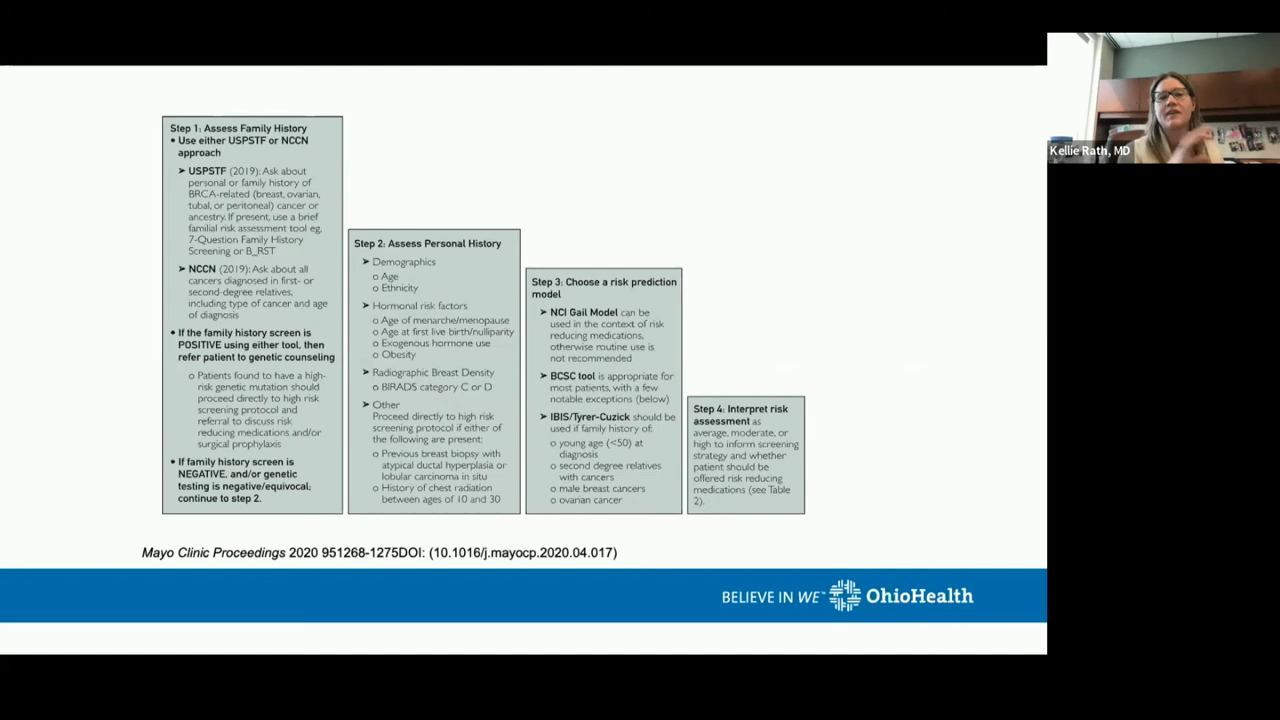 Step 1: Assess Family History
• Use either USPSTF or NCCN
approach
➤ USPSTF (2019): Ask about
personal or family history of
BRCA-related (breast, ovarian,
tubal, or peritoneal) cancer or
ancestry. If present, use a brief
familial risk assessment tool eg,
7-Question Family History
Screening or B_RST
➤ NCCN (2019): Ask about all
cancers diagnosed in first- or
second-degree relatives,
including type of cancer and age
of diagnosis
• If the family history screen is
POSITIVE using either tool, then
refer patient to genetic counseling
o Patients found to have a high-
risk genetic mutation should
proceed directly to high risk
screening protocol and
referral to discuss risk
reducing medications and/or
surgical prophylaxis
• If family history screen is
NEGATIVE, and/or genetic
testing is negative/equivocal;
continue to step 2.
Step 2: Assess Personal History
➤ Demographics
o Age
o Ethnicity
➤ Hormonal risk factors
o Age of menarche/menopause
o Age at first live birth/nulliparity
o Exogenous hormone use
o Obesity
➤ Radiographic Breast Density
o BIRADS category C or D
➤ Other
Proceed directly to high risk
screening protocol if either of
the following are present:
o Previous breast biopsy with
atypical ductal hyperplasia or
lobular carcinoma in situ
o History of chest radiation
between ages of 10 and 30
Step 3: Choose a risk prediction
model
➤ NCI Gail Model can be
used in the context of risk
reducing medications,
otherwise routine use is
not recommended
➤ BCSC tool is appropriate for
most patients, with a few
notable exceptions (below)
➤ IBIS/Tyrer-Cuzick should be
used if family history of:
o young age (<50) at
diagnosis
o second degree relatives
with cancers
o male breast cancers
o ovarian cancer
Step 4: Interpret risk
assessment as
average, moderate, or
high to inform screening
strategy and whether
patient should be
offered risk reducing
medications (see Table
2).
Mayo Clinic Proceedings 2020 951268-1275DOI: (10.1016/j.mayocp.2020.04.017)
BELIEVE IN WE℠ OhioHealth
Kellie Rath, MD